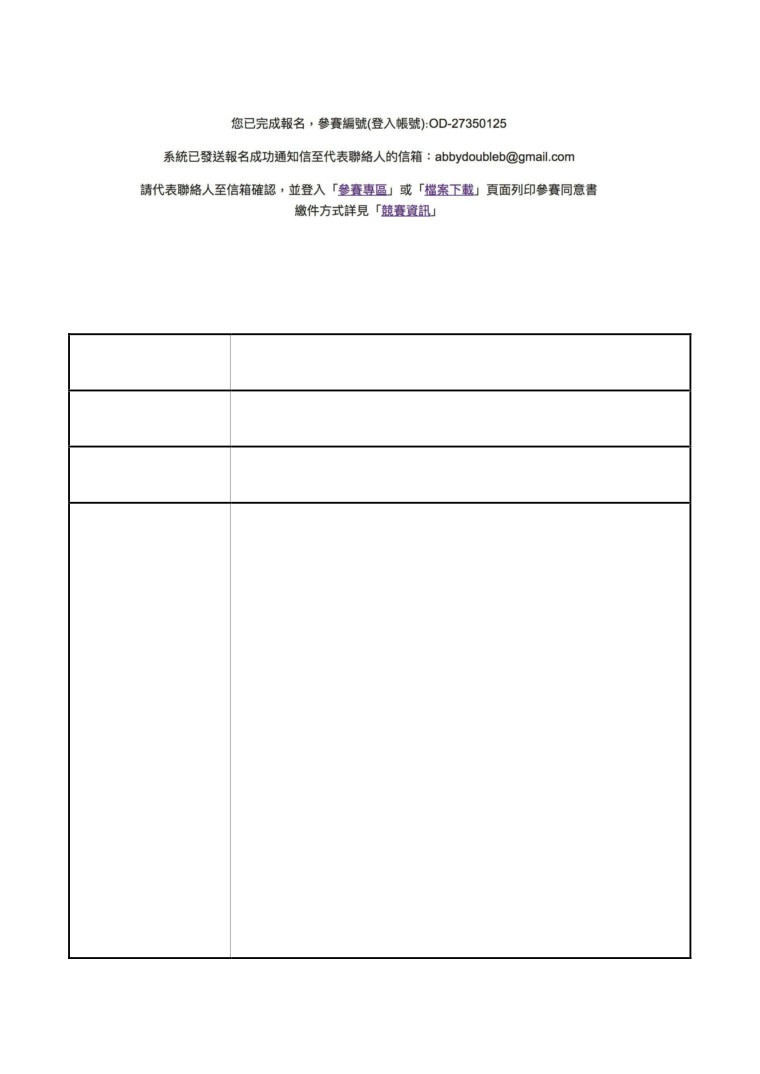 您已完成報名，參賽編號(登入帳號):OD-27350125
系統已發送報名成功通知信至代表聯絡人的信箱：abbydoubleb@gmail.com
請代表聯絡人至信箱確認，並登入「參賽專區」或「檔案下載」頁面列印參賽同意書
繳件方式詳見「競賽資訊」